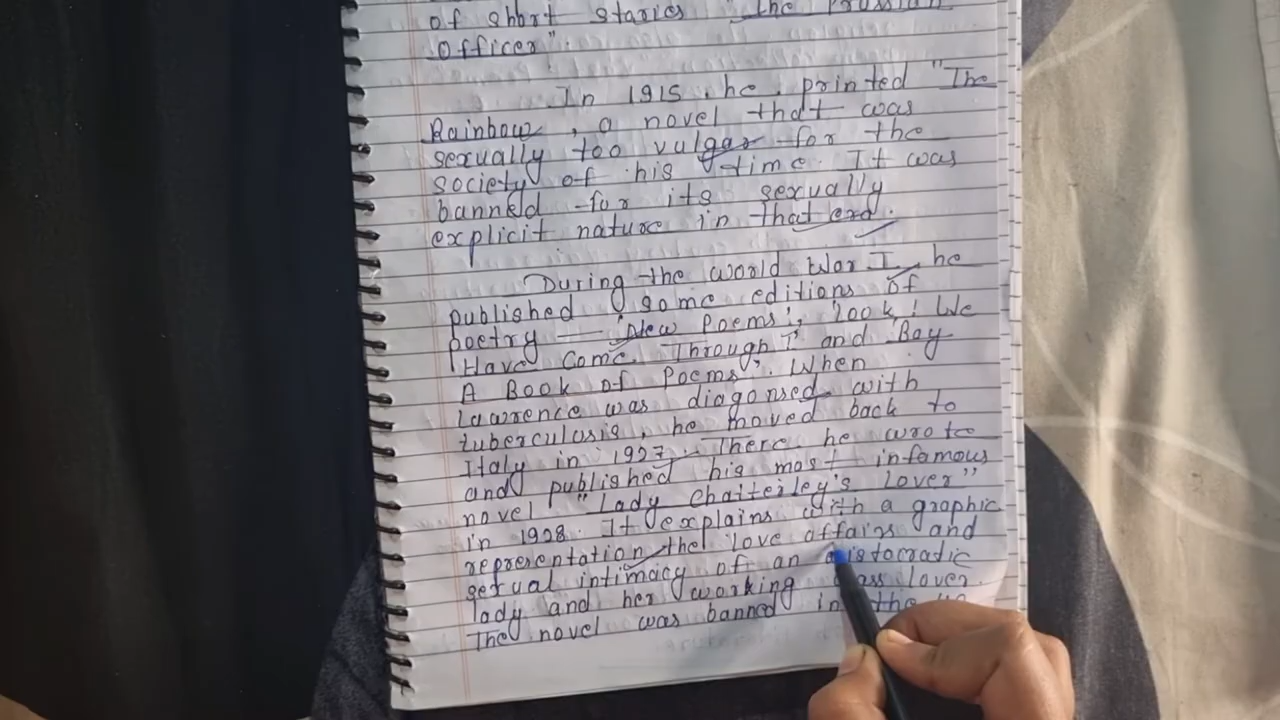 of short stories "The Prussian
Officer".
In 1915, he printed "The
Rainbow, a novel that was
sexually too vulgar for the
society of his time. It was
banned for its sexually
explicit nature in that era.
During the world War I, he
published some editions of
poetry — 'New Poems', 'Look! We
Have Come Through!' and 'Bay
A Book of Poems'. When
Lawrence was diagonsed with
tuberculosis, he moved back to
Italy in 1927. There he wrote
and published his most infamous
novel "Lady Chatterley's Lover"
in 1928. It explains with a graphic
representation the love affairs and
sexual intimacy of an aristocratic
lady and her working class lover.
The novel was banned in the